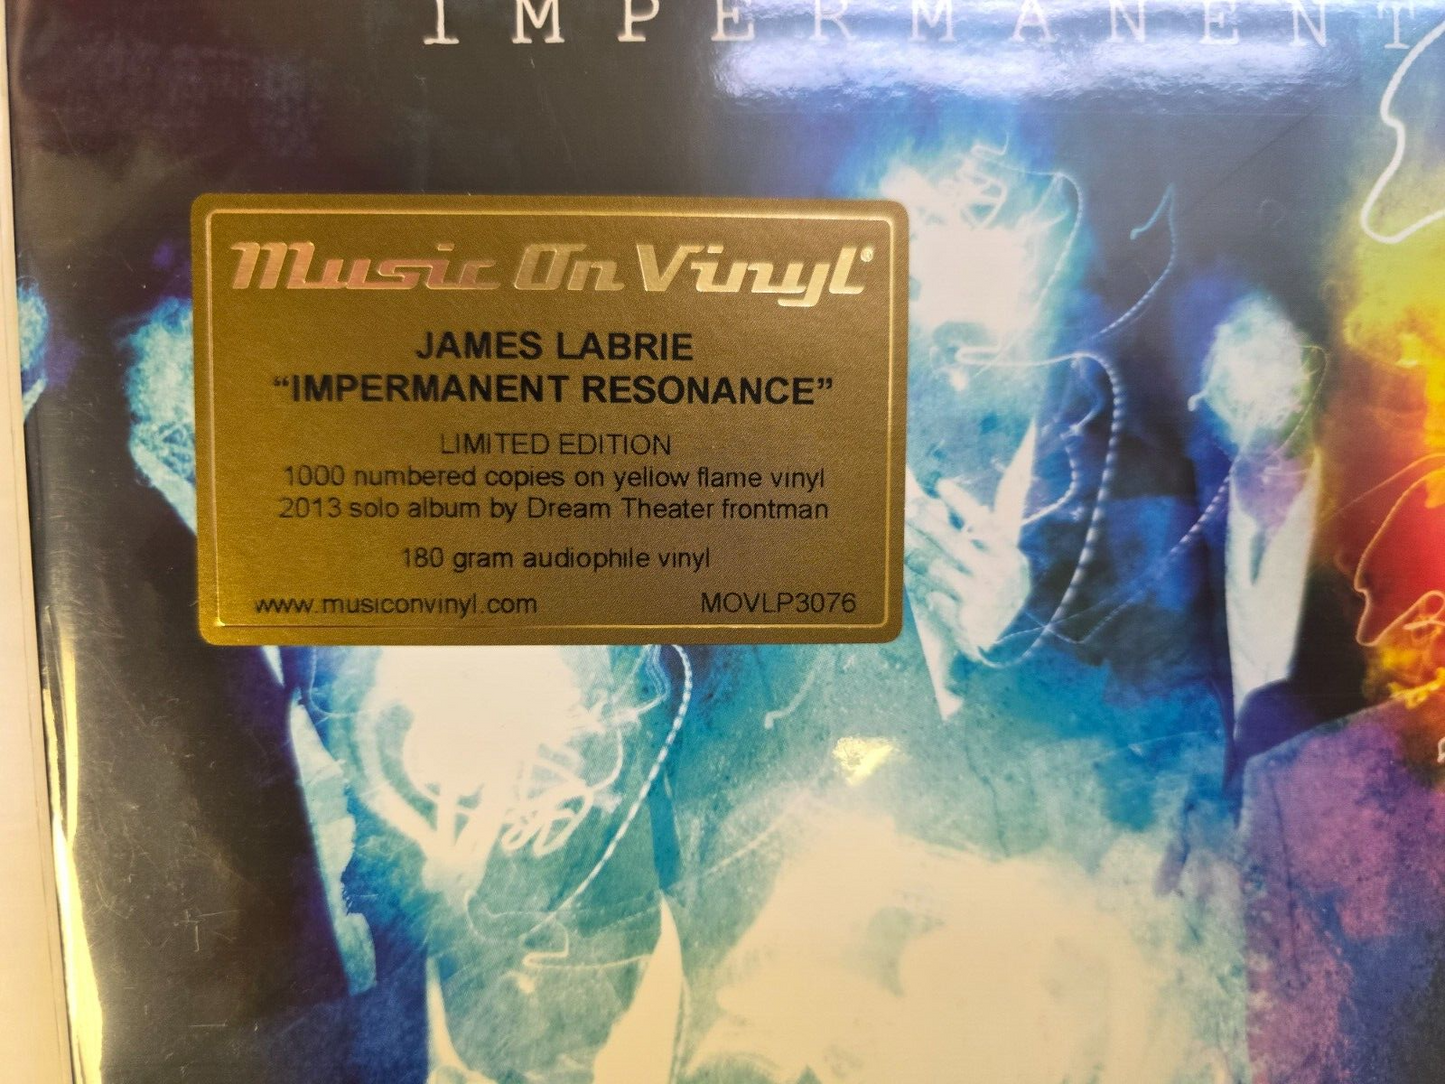 IMPERMANENT
Music On Vinyl®
JAMES LABRIE
“IMPERMANENT RESONANCE”
LIMITED EDITION
1000 numbered copies on yellow flame vinyl
2013 solo album by Dream Theater frontman
180 gram audiophile vinyl
www.musiconvinyl.com MOVLP3076